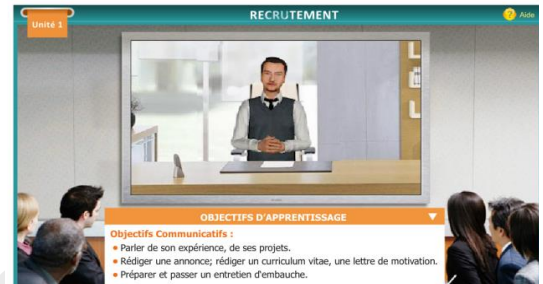 Unité 1
RECRUTEMENT
? Aide
OBJECTIFS D'APPRENTISSAGE
Objectifs Communicatifs :
Parler de son expérience, de ses projets.
Rédiger une annonce; rédiger un curriculum vitae, une lettre de motivation.
Préparer et passer un entretien d'embauche.